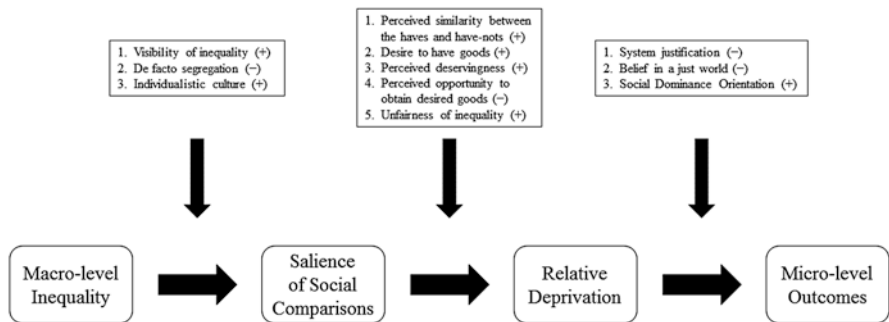 1. Visibility of inequality (+)
2. De facto segregation (–)
3. Individualistic culture (+)
1. Perceived similarity between
the haves and have-nots (+)
2. Desire to have goods (+)
3. Perceived deservingness (+)
4. Perceived opportunity to
obtain desired goods (–)
5. Unfairness of inequality (+)
1. System justification (–)
2. Belief in a just world (–)
3. Social Dominance Orientation (+)
Macro-level
Inequality
Salience
of Social
Comparisons
Relative
Deprivation
Micro-level
Outcomes